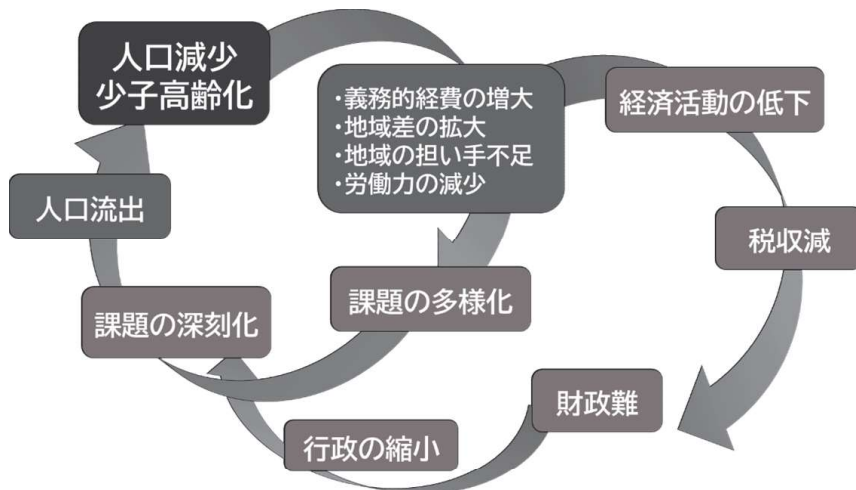 人口減少
少子高齢化
・義務的経費の増大
・地域差の拡大
・地域の担い手不足
・労働力の減少
経済活動の低下
税収減
財政難
行政の縮小
課題の多様化
課題の深刻化
人口流出